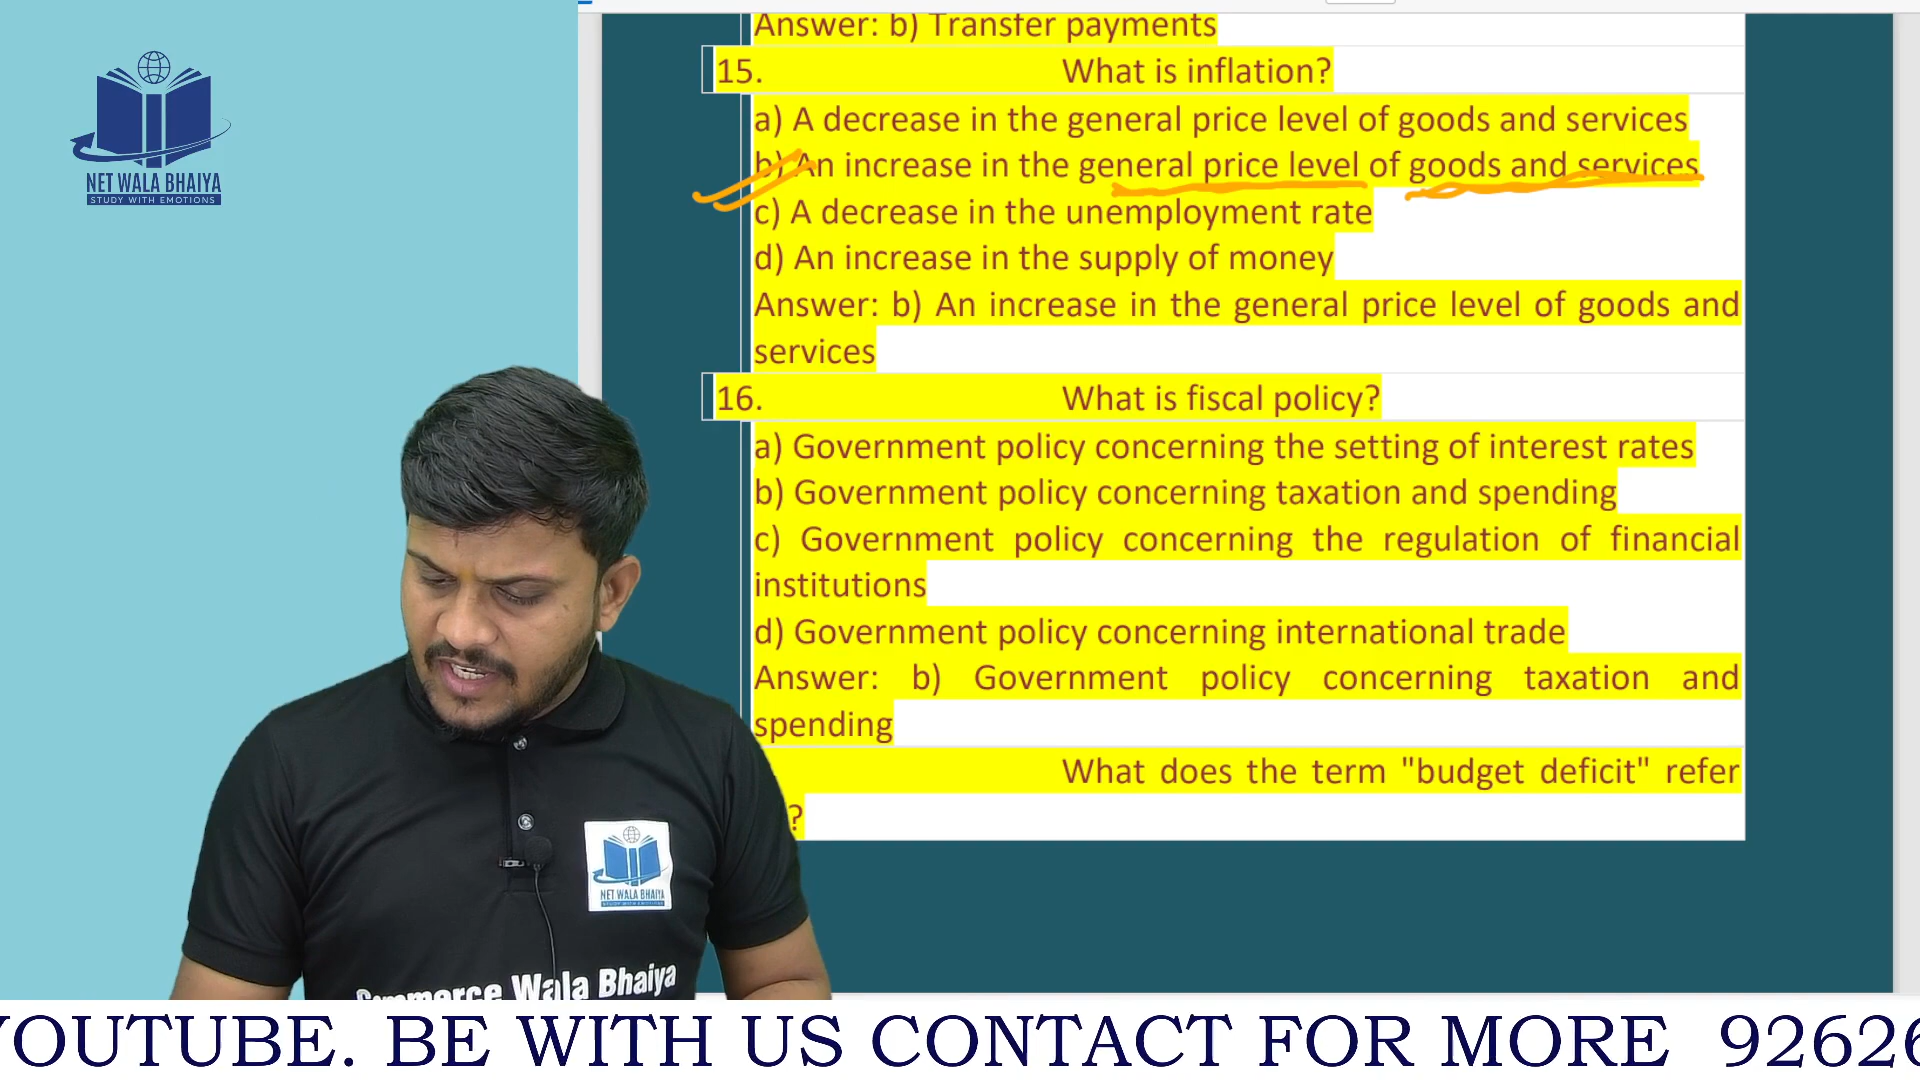 Answer: b) Transfer payments
15. What is inflation?
a) A decrease in the general price level of goods and services
b) An increase in the general price level of goods and services
c) A decrease in the unemployment rate
d) An increase in the supply of money
Answer: b) An increase in the general price level of goods and
services
16. What is fiscal policy?
a) Government policy concerning the setting of interest rates
b) Government policy concerning taxation and spending
c) Government policy concerning the regulation of financial
institutions
d) Government policy concerning international trade
Answer: b) Government policy concerning taxation and
spending
What does the term "budget deficit" refer
?
NET WALA BHAIYA
STUDY WITH EMOTIONS
NET WALA BHAIYA
Commerce Wala Bhaiya
YOUTUBE. BE WITH US CONTACT FOR MORE 92626